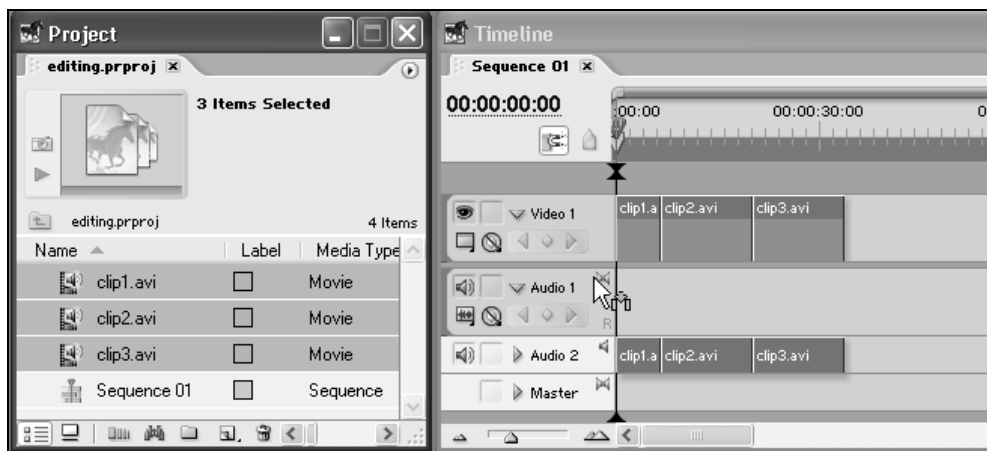 Project
editing.prproj
3 Items Selected
editing.prproj
4 Items
Name Label Media Type
clip1.avi Movie
clip2.avi Movie
clip3.avi Movie
Sequence 01 Sequence
Timeline
Sequence 01
00:00:00:00
:00:00 00:00:30:00 0
Video 1
clip1.a clip2.avi clip3.avi
Audio 1
R
Audio 2
clip1.a clip2.avi clip3.avi
Master